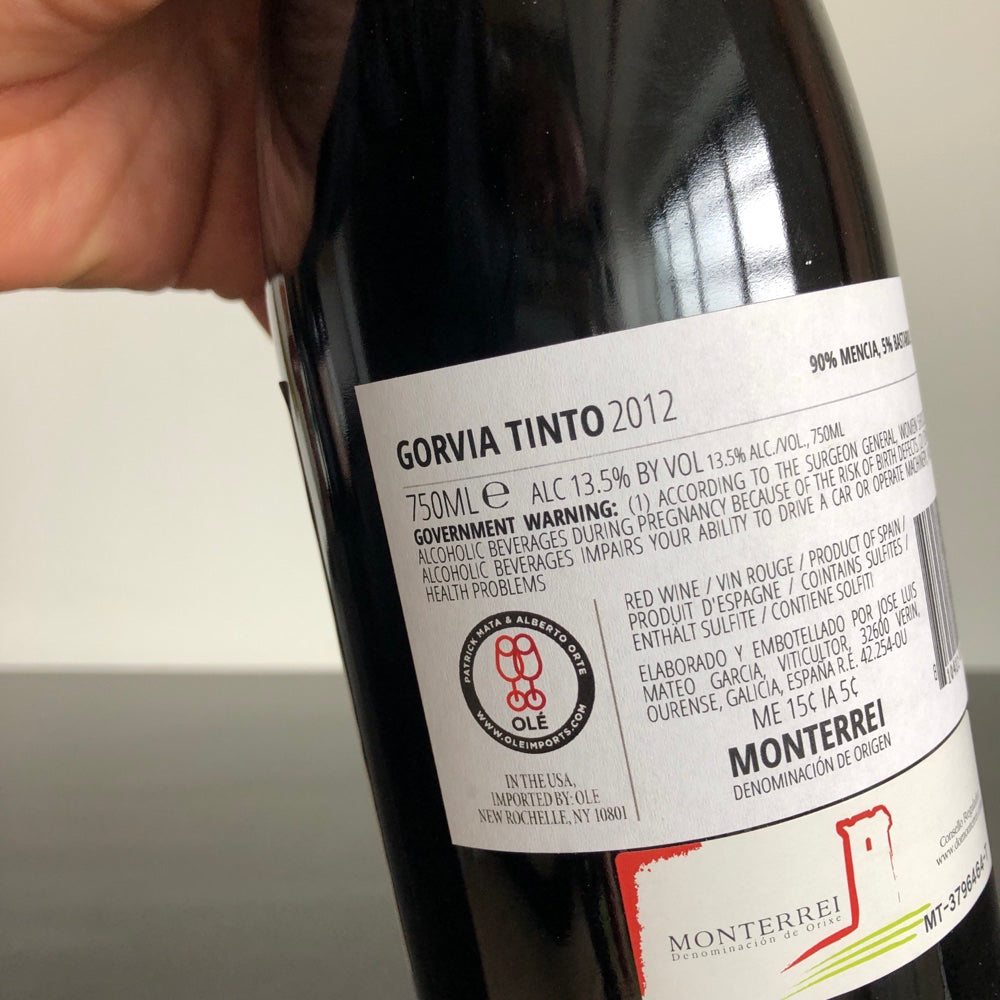 90% MENCIA, 5%
GORVIA TINTO 2012
750ML ℮ ALC 13.5% BY VOL 13.5% ALC./VOL., 750ML
GOVERNMENT WARNING: (1) ACCORDING TO THE SURGEON GENERAL, WOMEN
ALCOHOLIC BEVERAGES DURING PREGNANCY BECAUSE OF THE RISK OF BIRTH DEFECTS.
ALCOHOLIC BEVERAGES IMPAIRS YOUR ABILITY TO DRIVE A CAR OR OPERATE
HEALTH PROBLEMS
PATRICK MATA & ALBERTO ORTE
OLÉ
WWW.OLEIMPORTS.COM
IN THE USA,
IMPORTED BY: OLE
NEW ROCHELLE, NY 10801
RED WINE / VIN ROUGE / PRODUCT OF SPAIN /
PRODUIT D'ESPAGNE / COINTAINS SULFITES /
ENTHÄLT SULFITE / CONTIENE SOLFITI
ELABORADO Y EMBOTELLADO POR JOSE LUIS
MATEO GARCIA, VITICULTOR, 32600 VERIN,
OURENSE, GALICIA, ESPAÑA R.E. 42.254-OU
ME 15¢ IA 5¢
MONTERREI
DENOMINACIÓN DE ORIGEN
MONTERREI
Denominación de Orixe
Consello
MT-3796464-